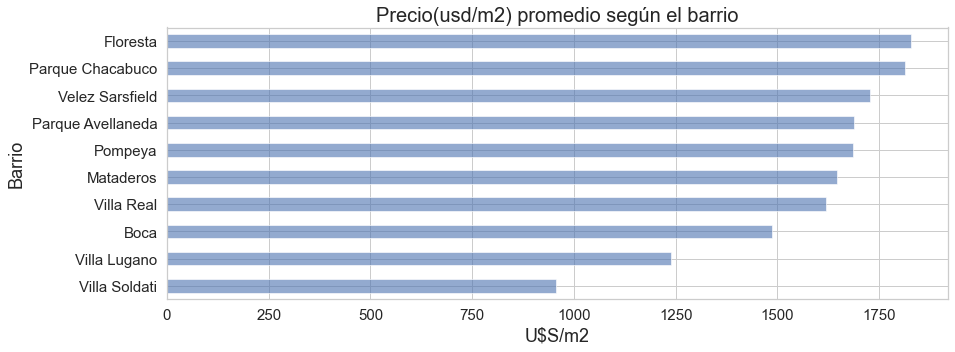 Precio(usd/m2) promedio según el barrio
Barrio
Floresta
Parque Chacabuco
Velez Sarsfield
Parque Avellaneda
Pompeya
Mataderos
Villa Real
Boca
Villa Lugano
Villa Soldati
0 250 500 750 1000 1250 1500 1750
U$S/m2